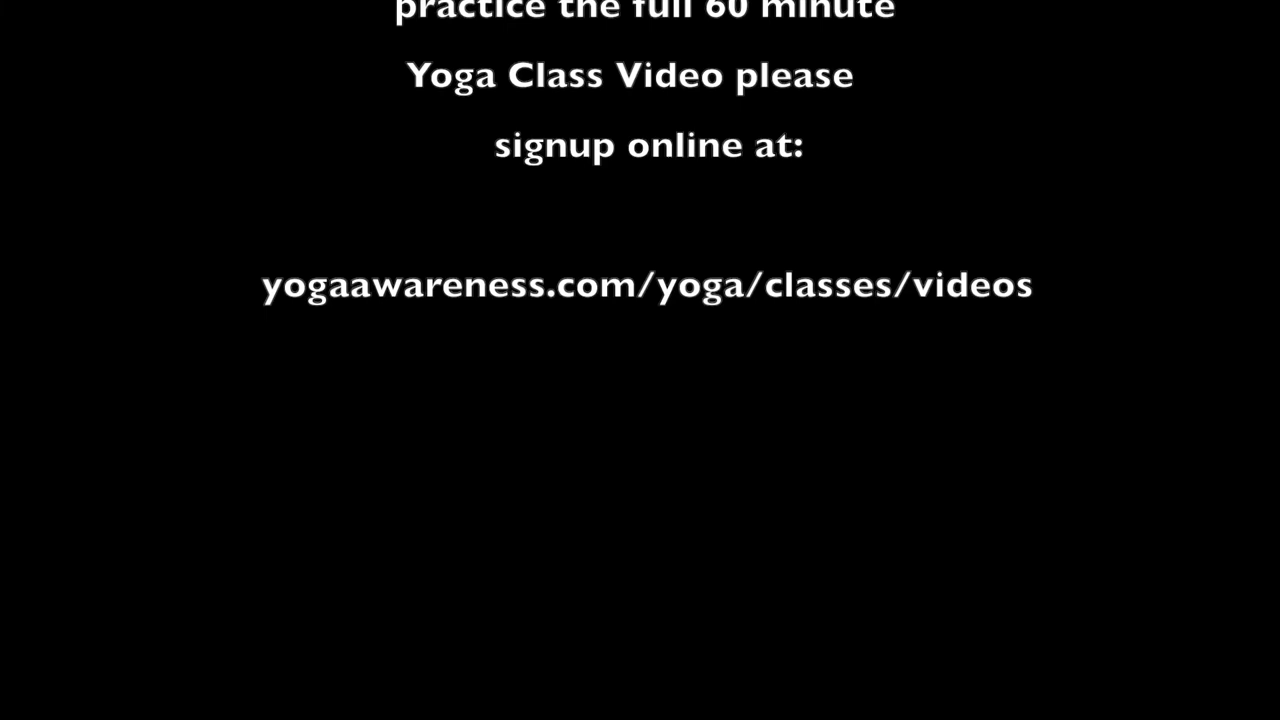 practice the full 60 minute
Yoga Class Video please
signup online at:
yogaawareness.com/yoga/classes/videos